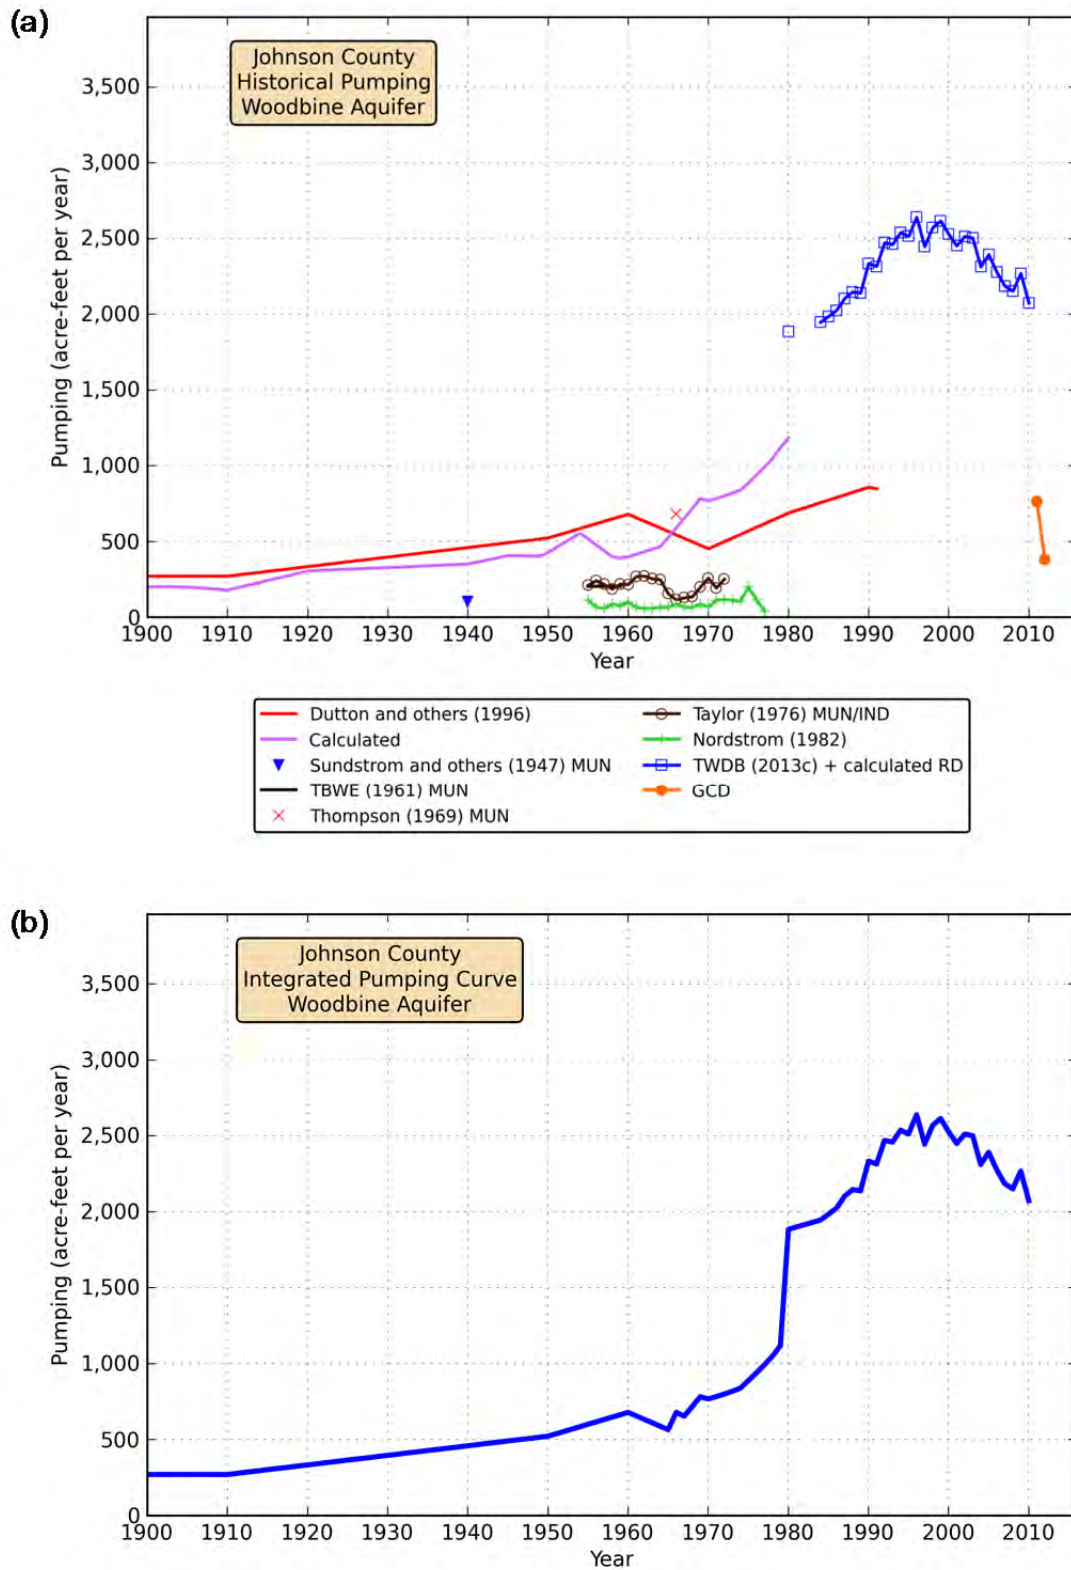 (a)
Johnson County
Historical Pumping
Woodbine Aquifer
Pumping (acre-feet per year)
3,500
3,000
2,500
2,000
1,500
1,000
500
0
1900 1910 1920 1930 1940 1950 1960 1970 1980 1990 2000 2010
Year
Dutton and others (1996)
Calculated
Sundstrom and others (1947) MUN
TBWE (1961) MUN
Thompson (1969) MUN
Taylor (1976) MUN/IND
Nordstrom (1982)
TWDB (2013c) + calculated RD
GCD
(b)
Johnson County
Integrated Pumping Curve
Woodbine Aquifer
Pumping (acre-feet per year)
3,500
3,000
2,500
2,000
1,500
1,000
500
0
1900 1910 1920 1930 1940 1950 1960 1970 1980 1990 2000 2010
Year